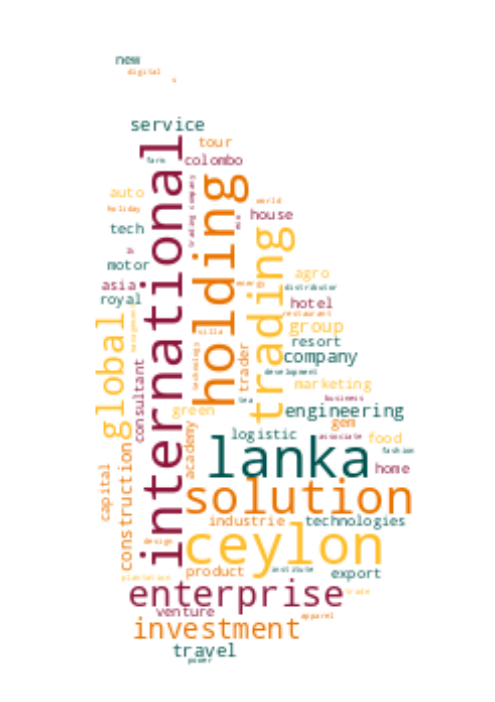 new
digital
service
tour
farm
colombo
international
holding
trading company
auto
world
holiday
house
tech
trading
motor
asia
agro
royal
distributor
hotel
restaurant
global
group
villa
resort
company
trader
technology
consultant
development
marketing
tea
business
green
engineering
gem
logistic
associate
food
academy
lanka
fashion
home
construction
capital
solution
industrie
technologies
ceylon
design
product
institute
export
plantation
enterprise
trade
venture
apparel
investment
travel
power